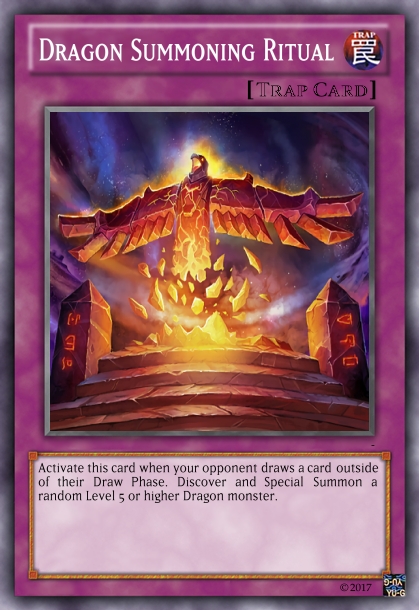 Dragon Summoning Ritual
TRAP
罠
[Trap Card]
Activate this card when your opponent draws a card outside
of their Draw Phase. Discover and Special Summon a
random Level 5 or higher Dragon monster.
©2017
YU-G